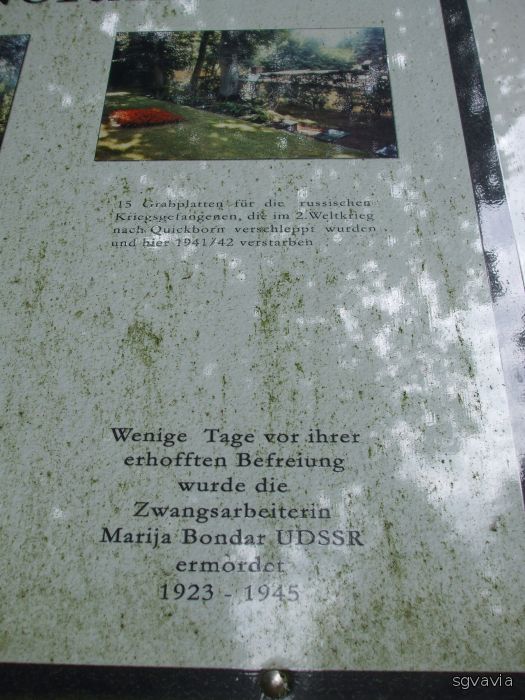 15 Grabplatten für die russischen
Kriegsgefangenen, die im 2.Weltkrieg
nach Quickborn verschleppt wurden
und hier 1941/42 verstarben
Wenige Tage vor ihrer
erhofften Befreiung
wurde die
Zwangsarbeiterin
Marija Bondar UDSSR
ermordet
1923 - 1945
sgvavia